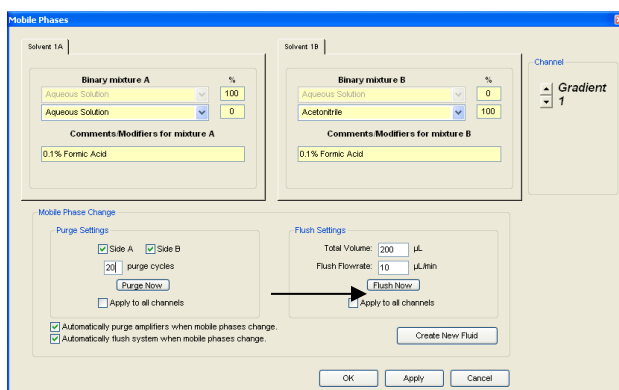 Mobile Phases
Solvent 1A
Solvent 1B
Channel
Binary mixture A %
Binary mixture B %
Aqueous Solution 100
Aqueous Solution 0
Gradient
1
Aqueous Solution 0
Acetonitrile 100
Comments/Modifiers for mixture A
Comments/Modifiers for mixture B
0.1% Formic Acid
0.1% Formic Acid
Mobile Phase Change
Purge Settings
Side A Side B
20 purge cycles
Purge Now
Apply to all channels
Flush Settings
Total Volume: 200 µL
Flush Flowrate: 10 µL/min
Flush Now
Apply to all channels
Automatically purge amplifiers when mobile phases change.
Automatically flush system when mobile phases change.
Create New Fluid
OK Apply Cancel